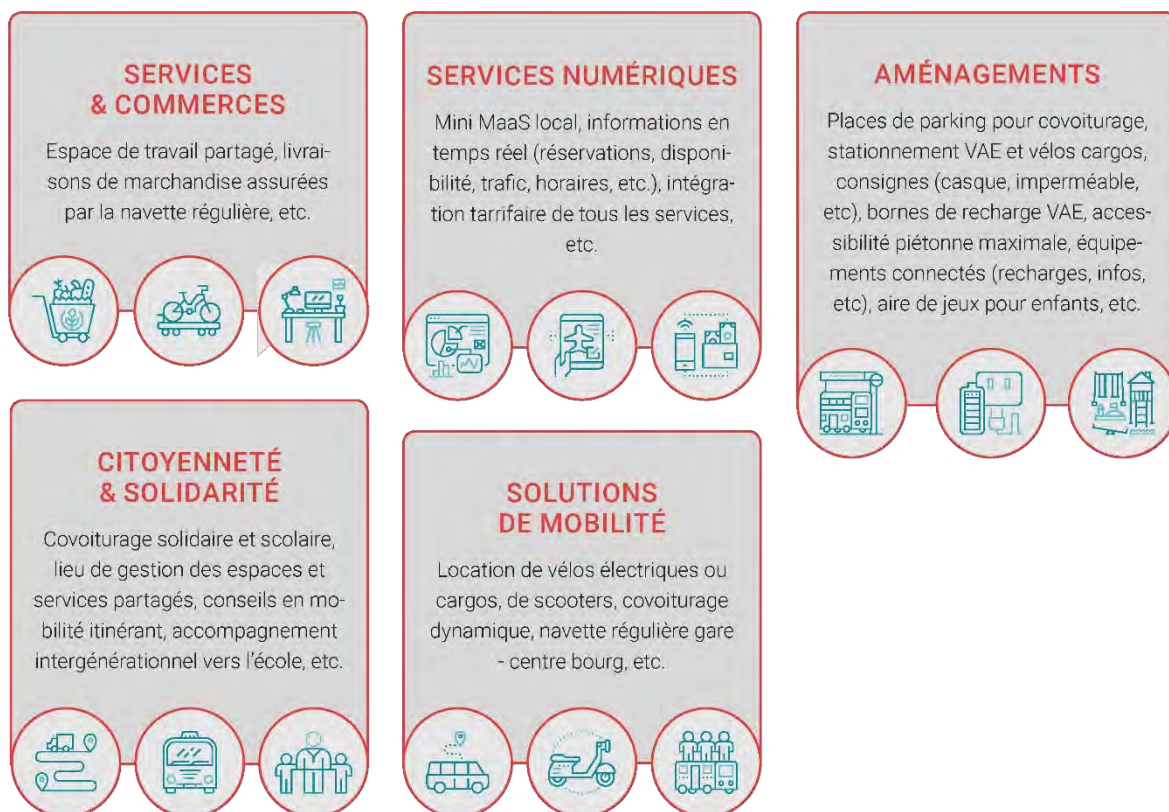 SERVICES
& COMMERCES
Espace de travail partagé, livrai-
sons de marchandise assurées
par la navette régulière, etc.
SERVICES NUMÉRIQUES
Mini MaaS local, informations en
temps réel (réservations, disponi-
bilité, trafic, horaires, etc.), intégra-
tion tarifaire de tous les services,
etc.
AMÉNAGEMENTS
Places de parking pour covoiturage,
stationnement VAE et vélos cargos,
consignes (casque, imperméable,
etc), bornes de recharge VAE, acces-
sibilité piétonne maximale, équipe-
ments connectés (recharges, infos,
etc), aire de jeux pour enfants, etc.
CITOYENNETÉ
& SOLIDARITÉ
Covoiturage solidaire et scolaire,
lieu de gestion des espaces et
services partagés, conseils en mo-
bilité itinérant, accompagnement
intergénérationnel vers l'école, etc.
SOLUTIONS
DE MOBILITÉ
Location de vélos électriques ou
cargos, de scooters, covoiturage
dynamique, navette régulière gare
- centre bourg, etc.